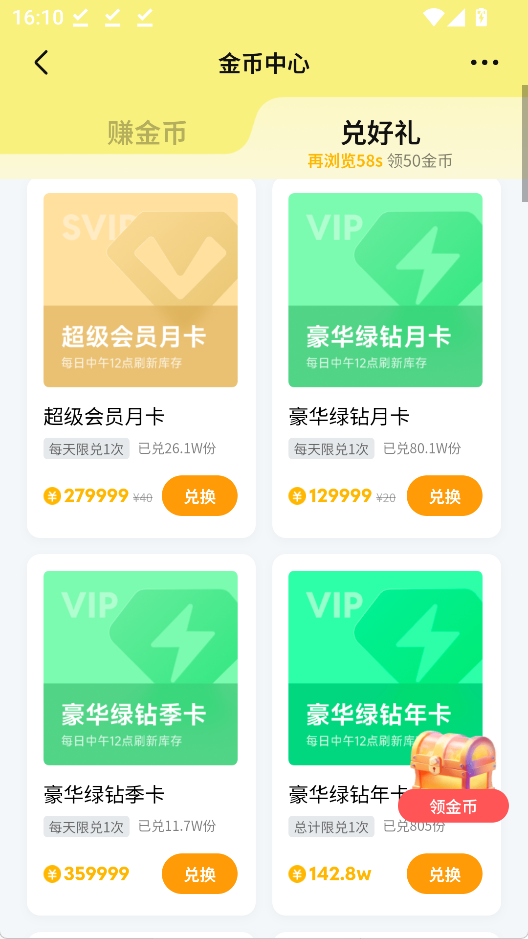 16:10
金币中心
赚金币
兑好礼
再浏览58s 领50金币
SVIP
超级会员月卡
每日中午12点刷新库存
超级会员月卡
每天限兑1次 已兑26.1W份
279999 ¥40 兑换
VIP
豪华绿钻月卡
每日中午12点刷新库存
豪华绿钻月卡
每天限兑1次 已兑80.1W份
129999 ¥20 兑换
VIP
豪华绿钻季卡
每日中午12点刷新库存
豪华绿钻季卡
每天限兑1次 已兑11.7W份
359999 兑换
VIP
豪华绿钻年卡
每日中午12点刷新库存
豪华绿钻年卡
领金币
总计限兑1次 已兑805份
142.8w 兑换